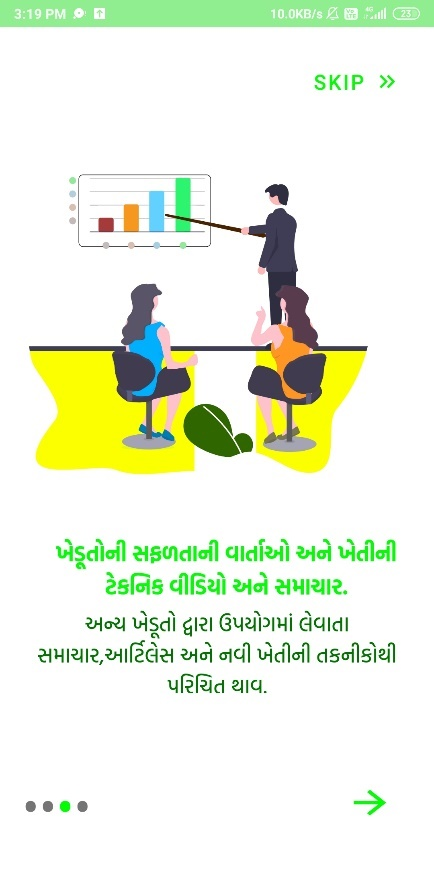 3:19 PM
10.0KB/s
4G
23
SKIP
ખેડૂતોની સફળતાની વાર્તાઓ અને ખેતીની
ટેકનિક વીડિયો અને સમાચાર.
અન્ય ખેડૂતો દ્વારા ઉપયોગમાં લેવાતા
સમાચાર,આર્ટિલેસ અને નવી ખેતીની તકનીકોથી
પરિચિત થાવ.